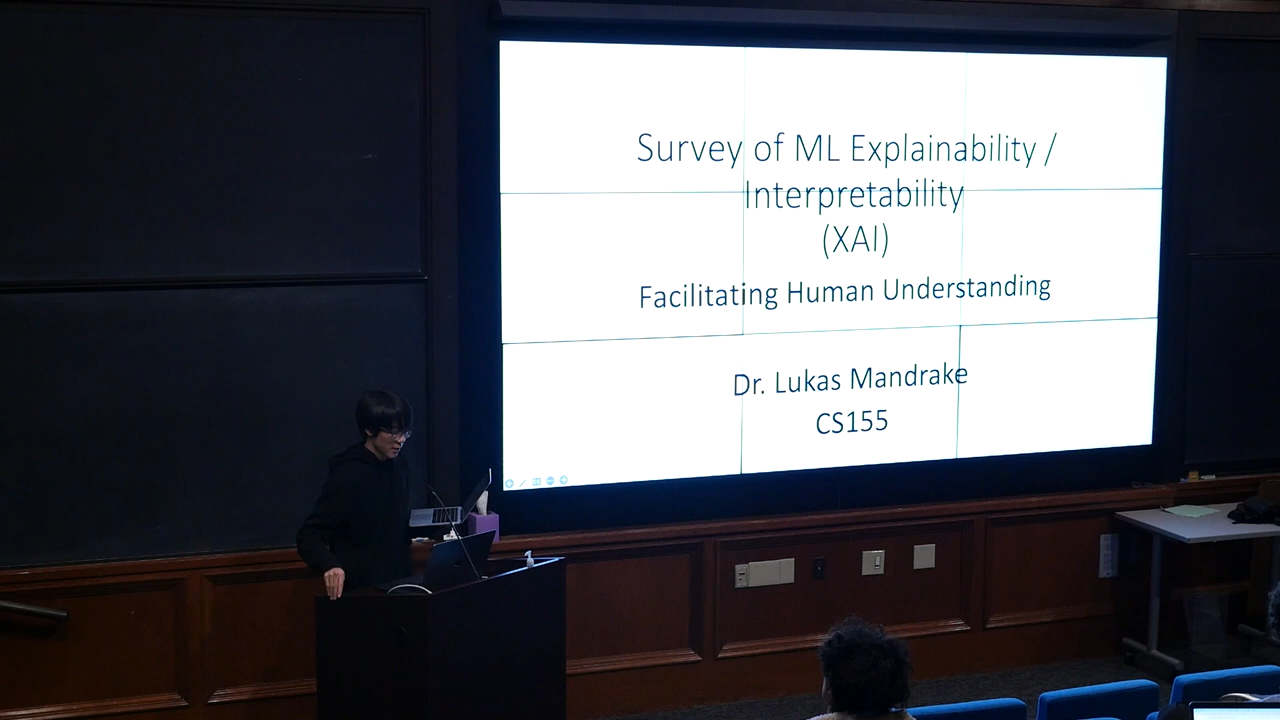 Survey of ML Explainability /
Interpretability
(XAI)
Facilitating Human Understanding
Dr. Lukas Mandrake
CS155